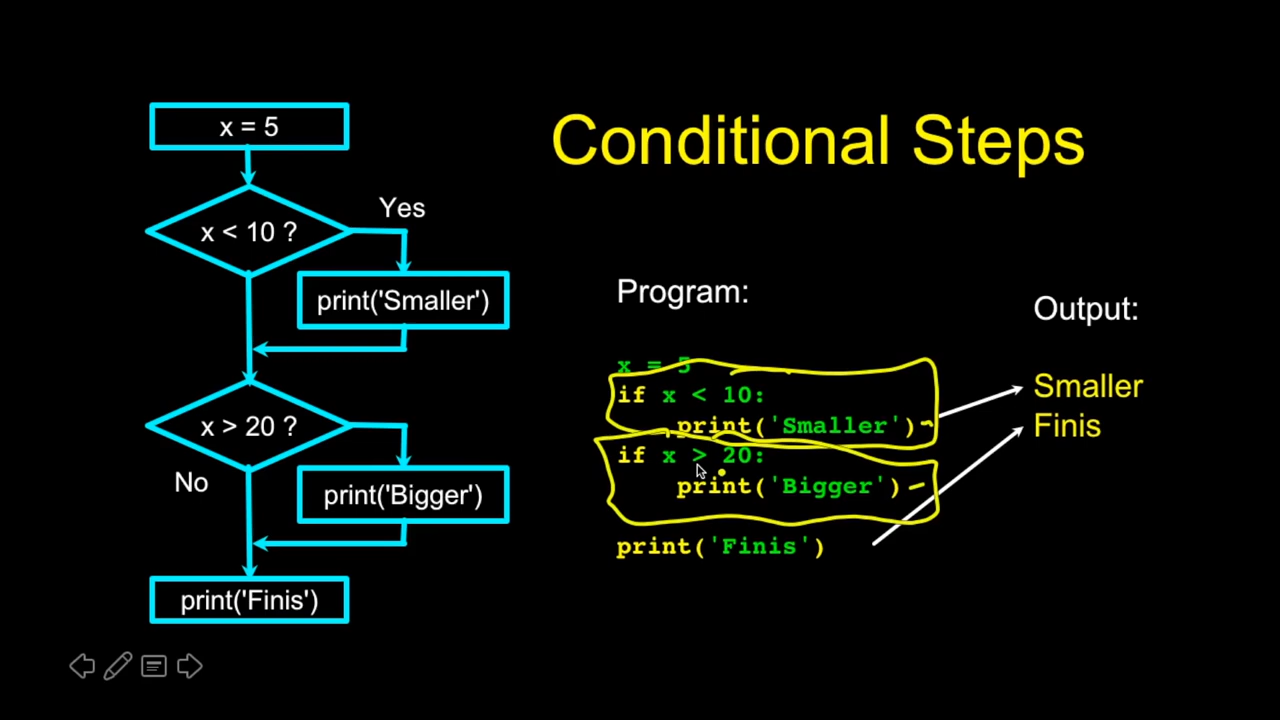 Conditional Steps
x = 5
x < 10 ?
Yes
print('Smaller')
x > 20 ?
No
print('Bigger')
print('Finis')
Program:
x = 5
if x < 10:
print('Smaller')
if x > 20:
print('Bigger')
print('Finis')
Output:
Smaller
Finis